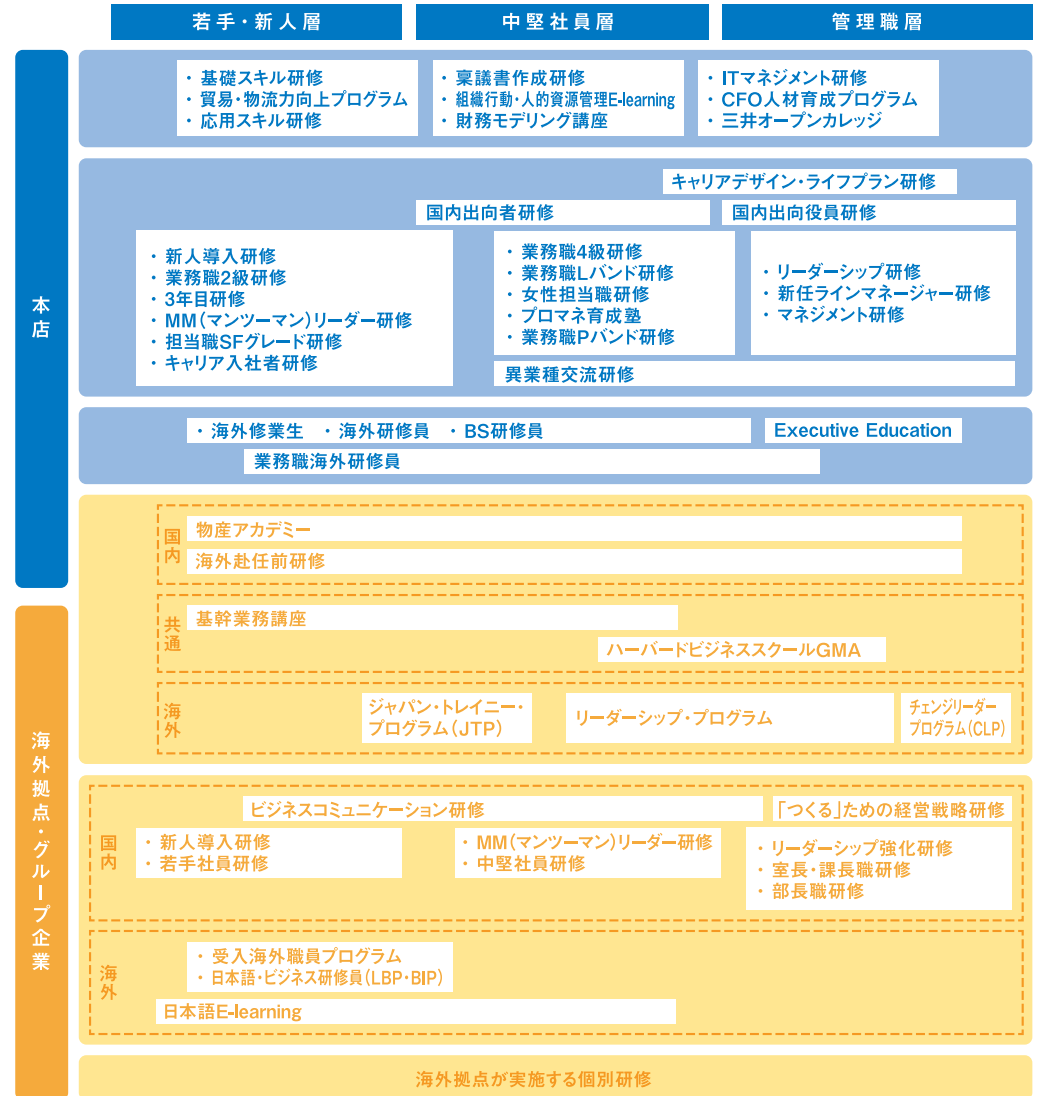 若手・新人層
中堅社員層
管理職層
本店
・ 基礎スキル研修
・ 貿易・物流力向上プログラム
・ 応用スキル研修
・ 稟議書作成研修
・ 組織行動・人的資源管理E-learning
・ 財務モデリング講座
・ ITマネジメント研修
・ CFO人材育成プログラム
・ 三井オープンカレッジ
キャリアデザイン・ライフプラン研修
国内出向者研修
国内出向役員研修
・ 新人導入研修
・ 業務職2級研修
・ 3年目研修
・ MM(マンツーマン)リーダー研修
・ 担当職SFグレード研修
・ キャリア入社者研修
・ 業務職4級研修
・ 業務職Lバンド研修
・ 女性担当職研修
・ プロマネ育成塾
・ 業務職Pバンド研修
・ リーダーシップ研修
・ 新任ラインマネージャー研修
・ マネジメント研修
異業種交流研修
・ 海外修業生 ・ 海外研修員 ・ BS研修員
Executive Education
業務職海外研修員
国内
物産アカデミー
海外赴任前研修
海外拠点・グループ企業
共通
基幹業務講座
ハーバードビジネススクールGMA
海外
ジャパン・トレイニー・
プログラム(JTP)
リーダーシップ・プログラム
チェンジリーダー
プログラム(CLP)
国内
ビジネスコミュニケーション研修
「つくる」ための経営戦略研修
・ 新人導入研修
・ 若手社員研修
・ MM(マンツーマン)リーダー研修
・ 中堅社員研修
・ リーダーシップ強化研修
・ 室長・課長職研修
・ 部長職研修
海外
・ 受入海外職員プログラム
・ 日本語・ビジネス研修員(LBP・BIP)
日本語E-learning
海外拠点が実施する個別研修